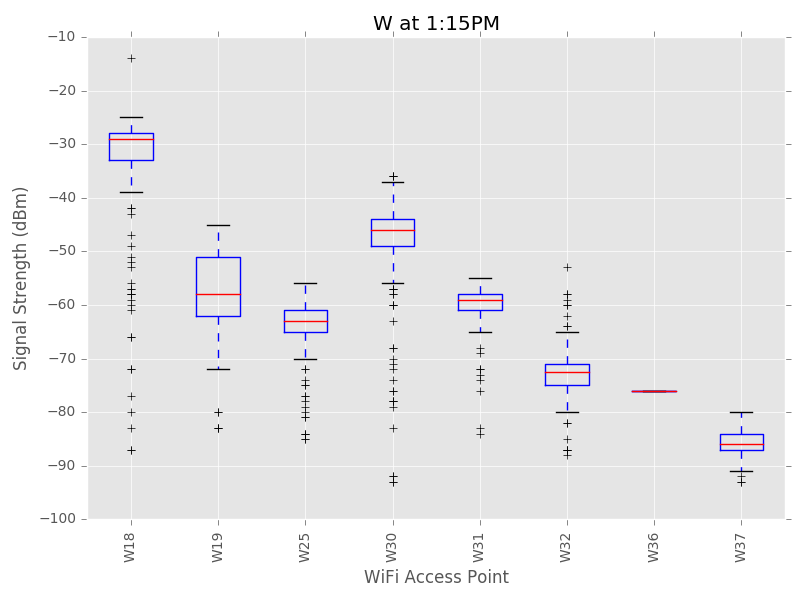 W at 1:15PM
Signal Strength (dBm)
−10
−20
−30
−40
−50
−60
−70
−80
−90
−100
W18
W19
W25
W30
W31
W32
W36
W37
WiFi Access Point